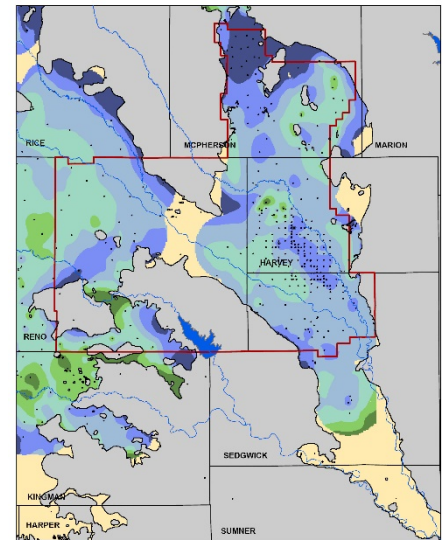 RICE
MCPHERSON
MARION
HARVEY
RENO
SEDGWICK
KINGMAN
HARPER
SUMNER